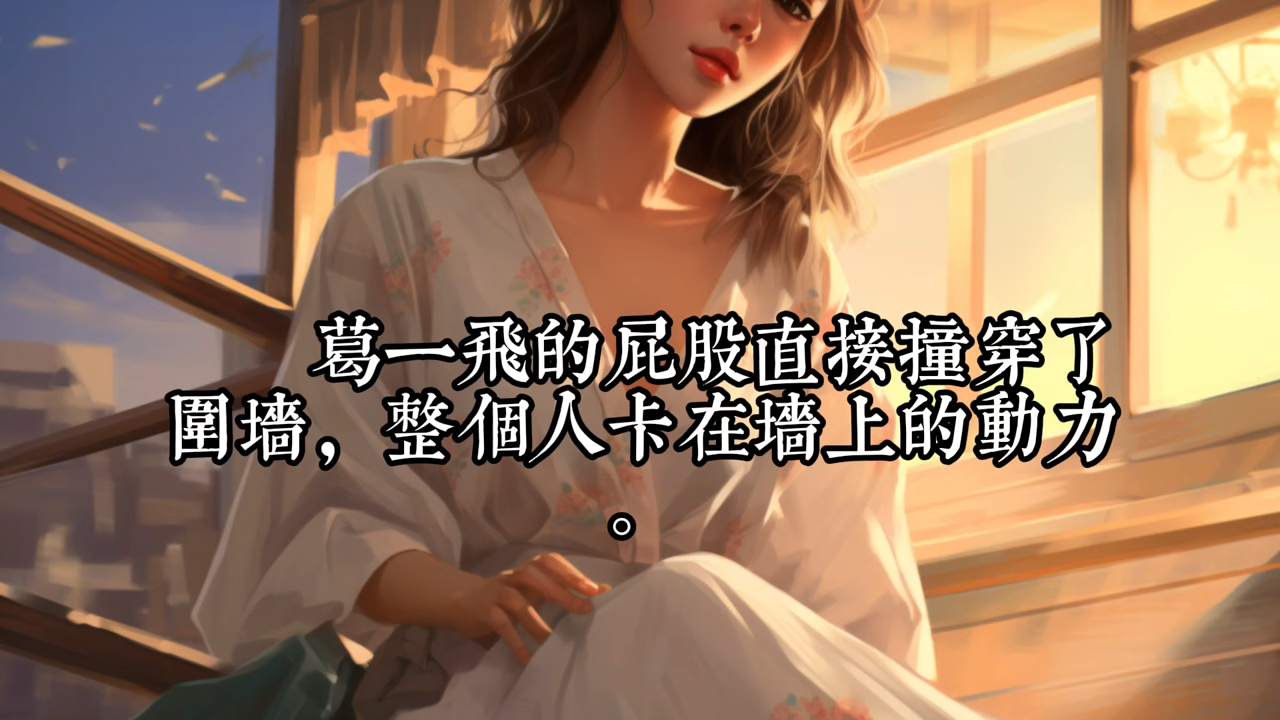 葛一飛的屁股直接撞穿了
圍墻，整個人卡在墻上的動力
。